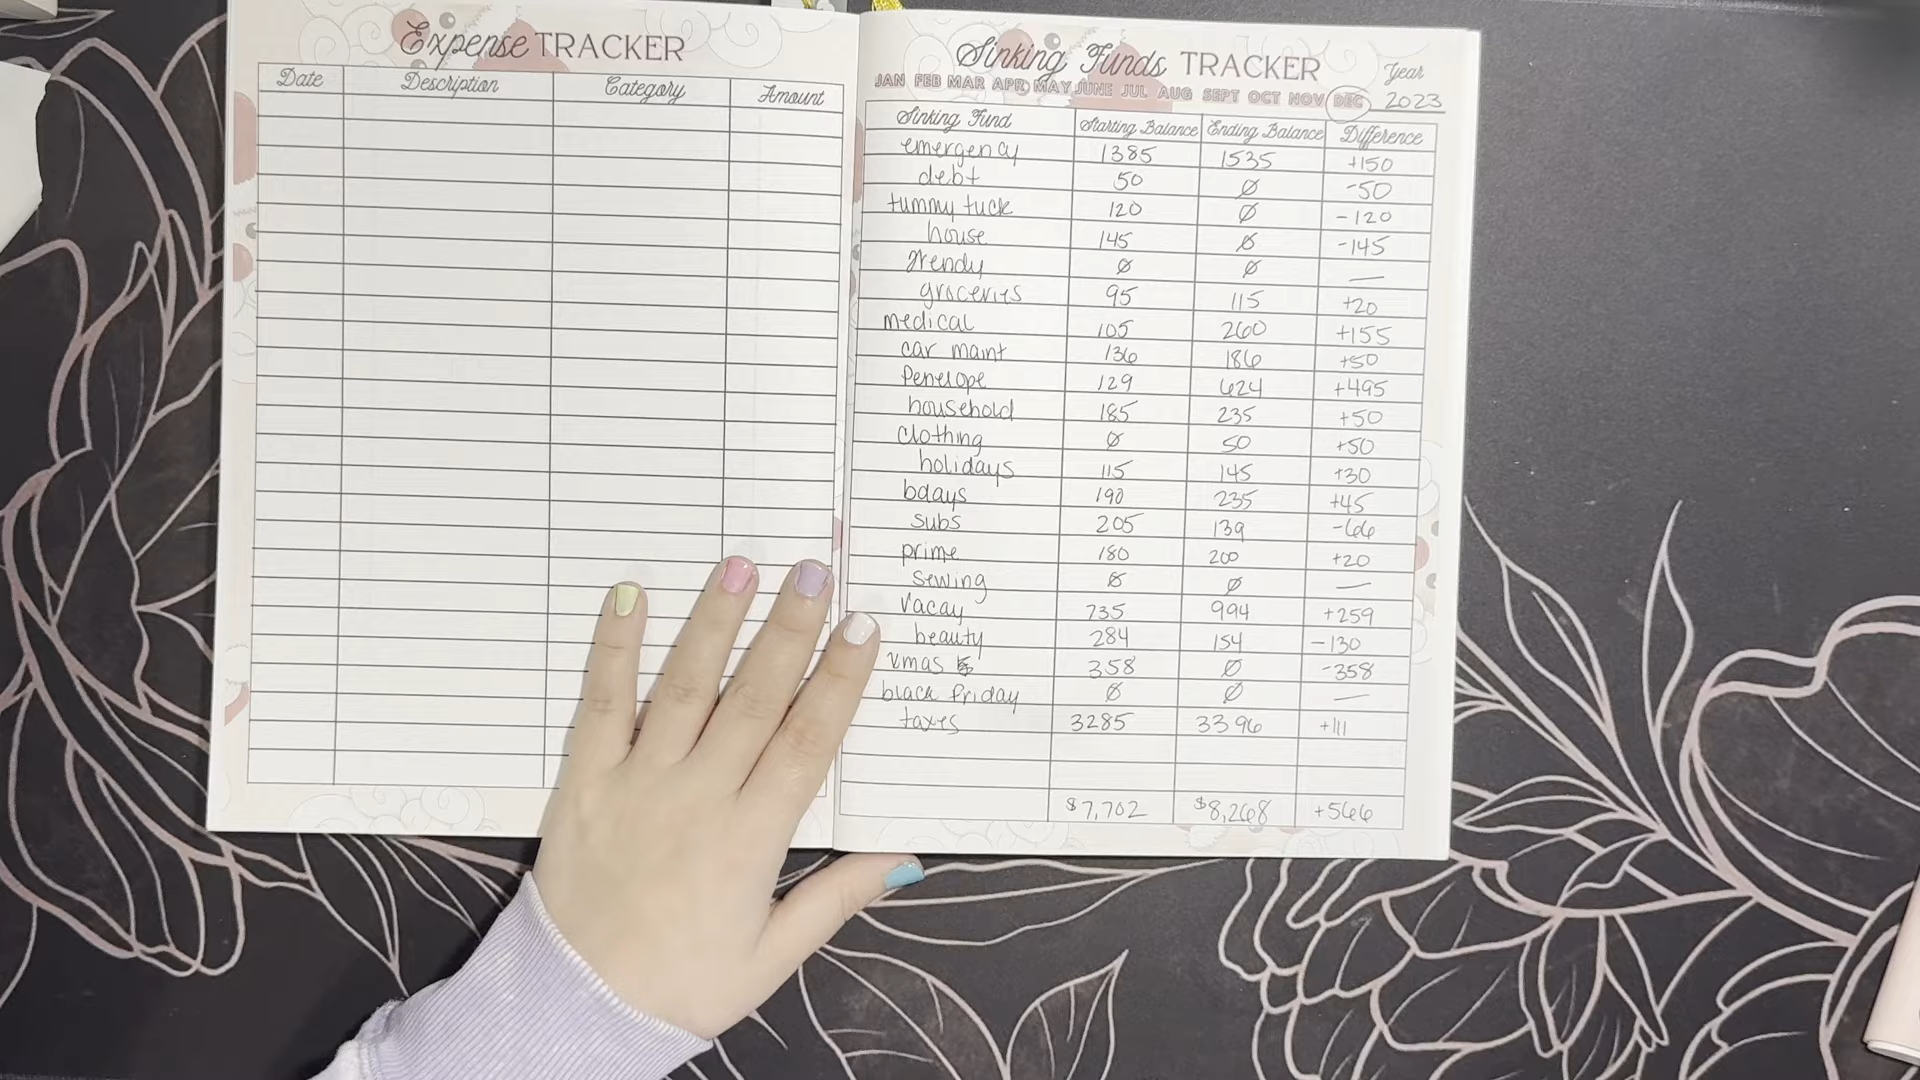 Expense TRACKER
Date Description Category Amount
Sinking Funds TRACKER
Year
JAN FEB MAR APR MAY JUNE JUL AUG SEPT OCT NOV DEC 2023
Sinking Fund Starting Balance Ending Balance Difference
emergency 1385 1535 +150
debt 50 Ø -50
tummy tuck 120 Ø -120
house 145 Ø -145
Grendy Ø Ø —
groceries 95 115 +20
medical 105 260 +155
car maint 136 186 +50
Penelope 129 624 +495
household 185 235 +50
clothing Ø 50 +50
holidays 115 145 +30
bdays 190 235 +45
subs 205 139 -66
prime 180 200 +20
sewing Ø Ø —
vacay 735 994 +259
beauty 284 154 -130
xmas 358 Ø -358
black friday Ø Ø —
taxes 3285 3396 +111
$7,702 $8,268 +566